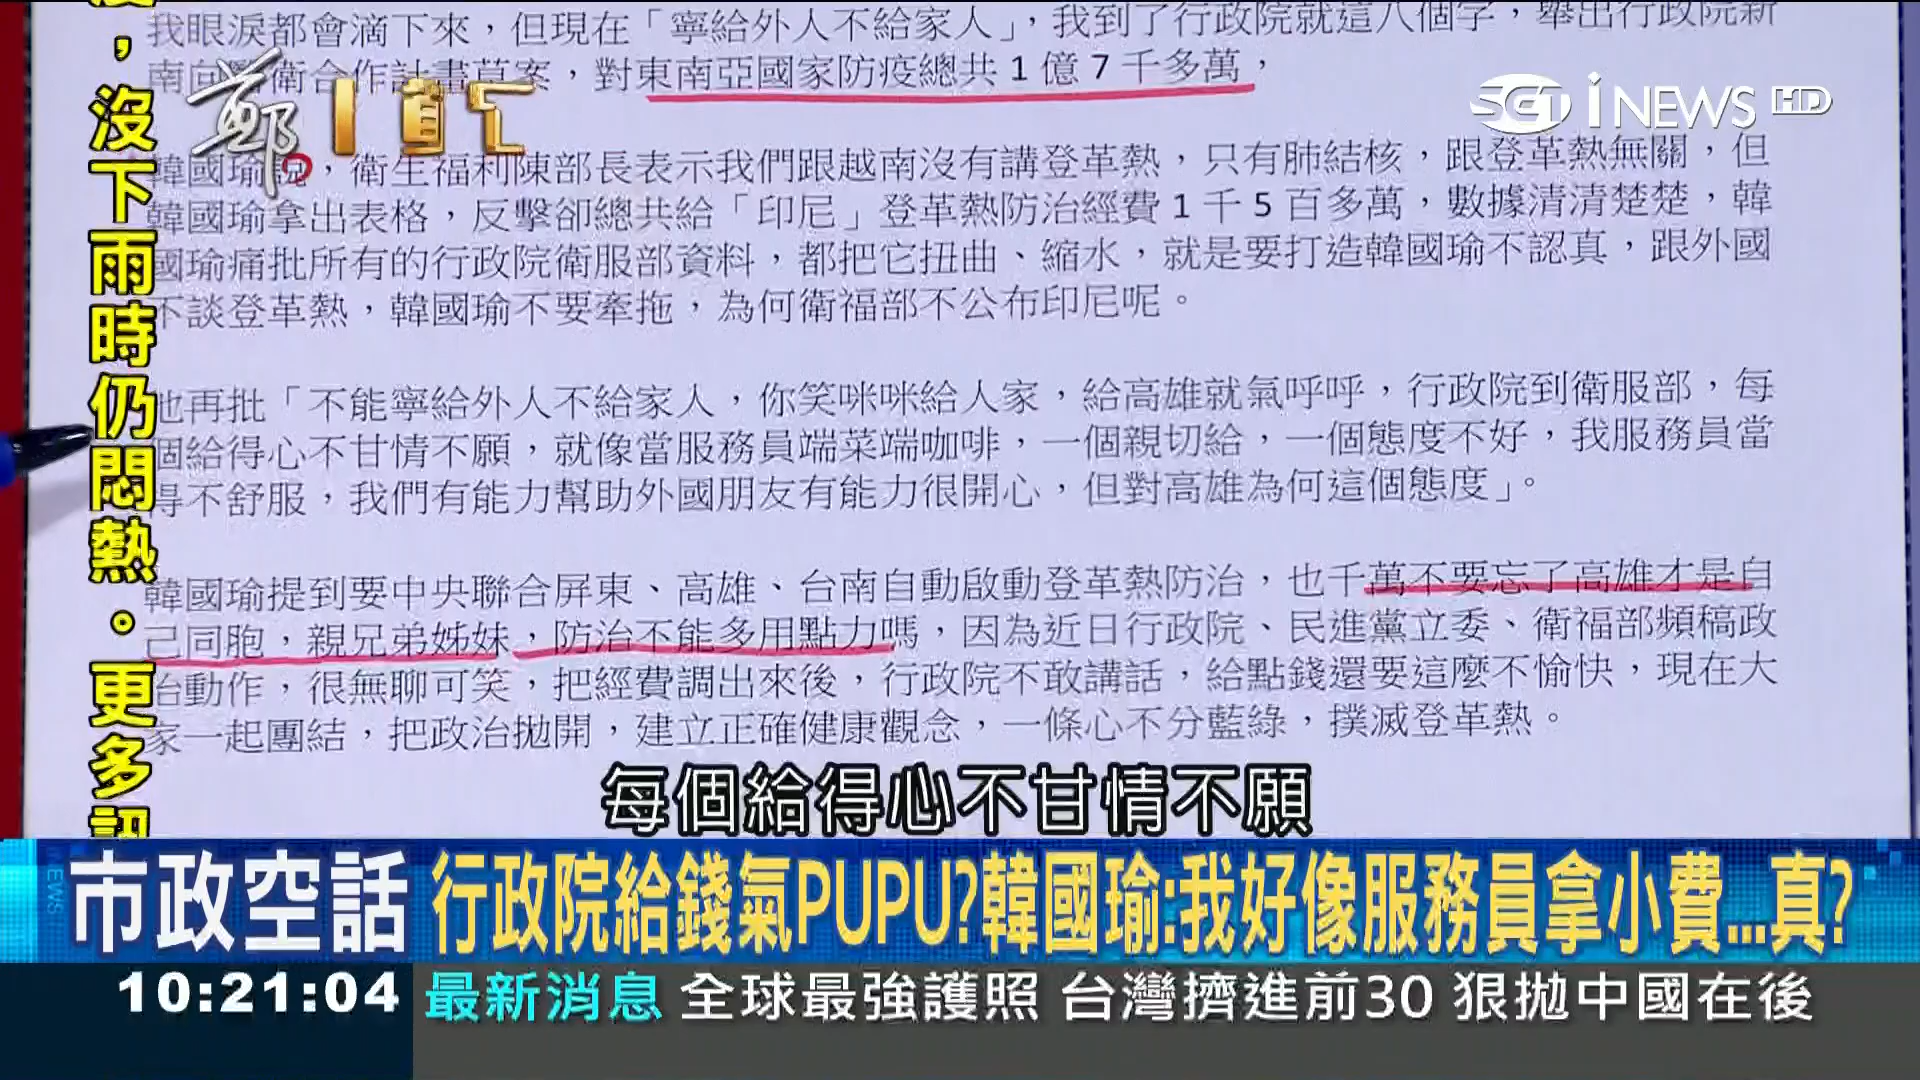 我眼淚都會滴下來，但現在「寧給外人不給家人」，我到了行政院就這八個字，舉出行政院新
南向醫衛合作計畫草案，對東南亞國家防疫總共1億7千多萬，
韓國瑜說，衛生福利陳部長表示我們跟越南沒有講登革熱，只有肺結核，跟登革熱無關，但
韓國瑜拿出表格，反擊卻總共給「印尼」登革熱防治經費1千5百多萬，數據清清楚楚，韓
國瑜痛批所有的行政院衛服部資料，都把它扭曲、縮水，就是要打造韓國瑜不認真，跟外國
不談登革熱，韓國瑜不要牽拖，為何衛福部不公布印尼呢。
他再批「不能寧給外人不給家人，你笑咪咪給人家，給高雄就氣呼呼，行政院到衛服部，每
個給得心不甘情不願，就像當服務員端菜端咖啡，一個親切給，一個態度不好，我服務員當
得不舒服，我們有能力幫助外國朋友有能力很開心，但對高雄為何這個態度」。
韓國瑜提到要中央聯合屏東、高雄、台南自動啟動登革熱防治，也千萬不要忘了高雄才是自
己同胞，親兄弟姊妹，防治不能多用點力嗎，因為近日行政院、民進黨立委、衛福部頻稿政
治動作，很無聊可笑，把經費調出來後，行政院不敢講話，給點錢還要這麼不愉快，現在大
家一起團結，把政治拋開，建立正確健康觀念，一條心不分藍綠，撲滅登革熱。
鄭1直工
SET iNEWS HD
，沒下雨時仍悶熱。更多訊
每個給得心不甘情不願
NEWS
市政空話 行政院給錢氣PUPU?韓國瑜:我好像服務員拿小費...真?
10:21:04 最新消息 全球最強護照 台灣擠進前30 狠拋中國在後